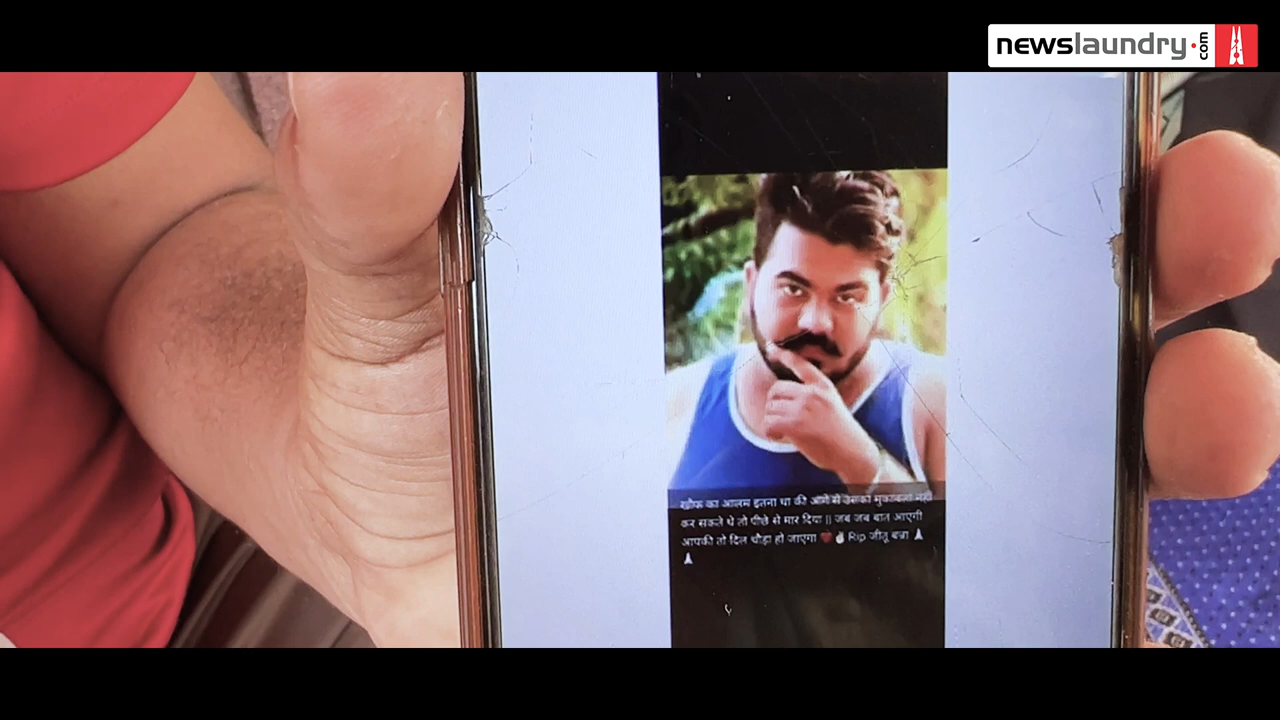 newslaundry.com
खौफ का आलम इतना था की आगे से उसका मुकाबला नहीं
कर सकते थे तो पीछे से मार दिया || जब जब बात आएगी
आपकी तो दिल चौड़ा हो जाएगा ❤️✌🏻 Rip जीतू बन्ना 🙏
🙏